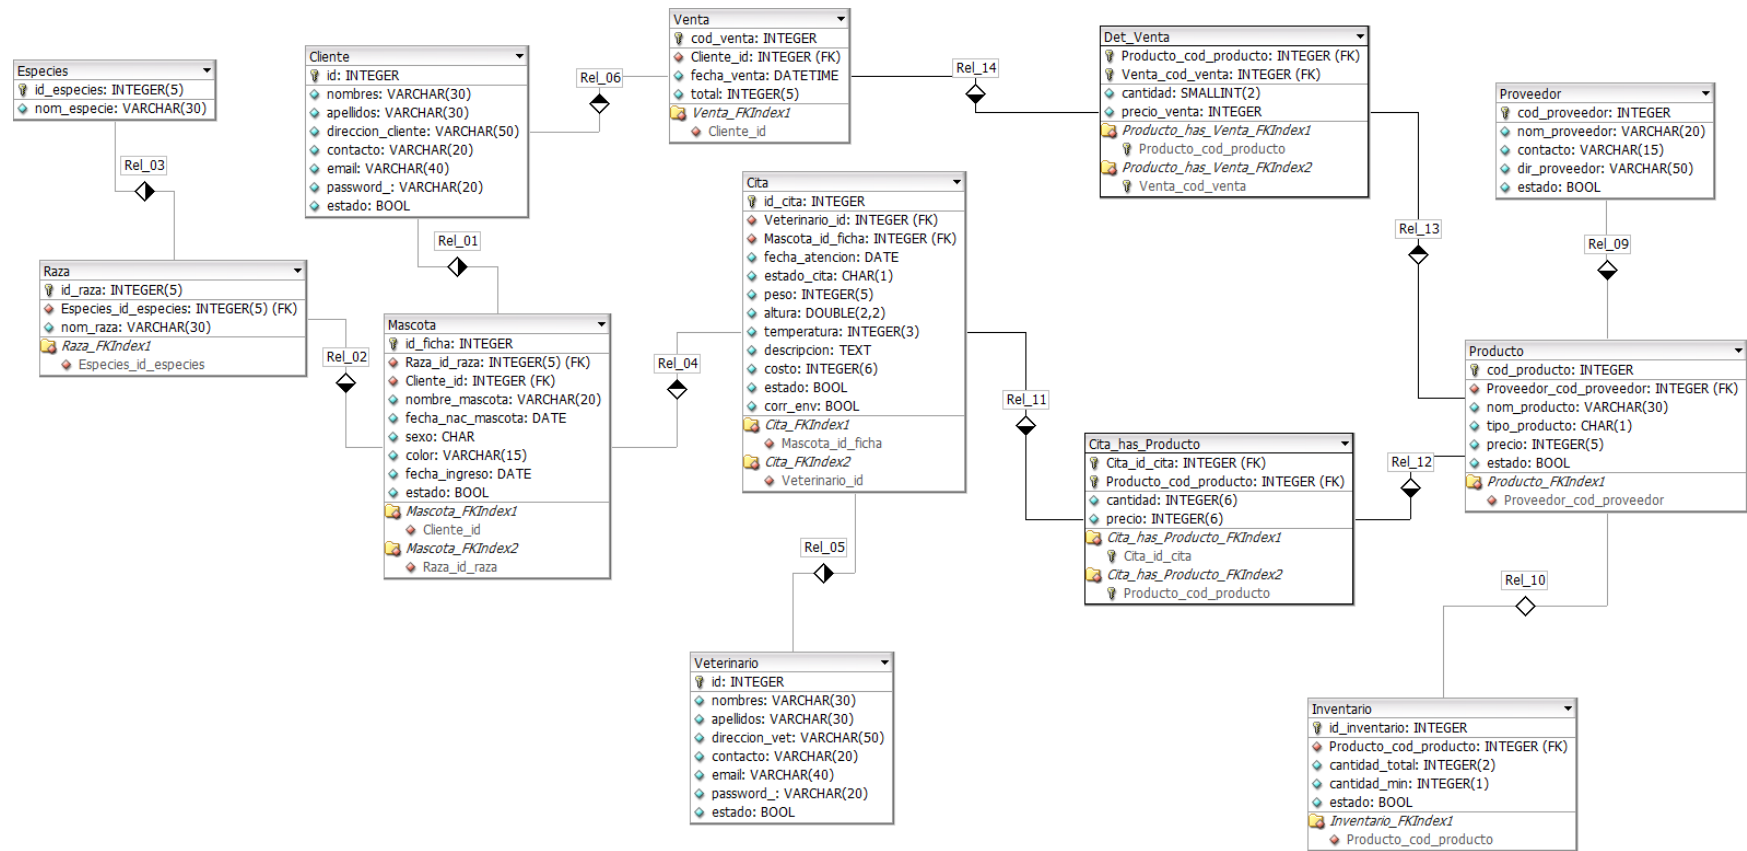 Especies
id_especies: INTEGER(5)
nom_especie: VARCHAR(30)
Rel_03
Raza
id_raza: INTEGER(5)
Especies_id_especies: INTEGER(5) (FK)
nom_raza: VARCHAR(30)
Raza_FKIndex1
Especies_id_especies
Rel_02
Cliente
id: INTEGER
nombres: VARCHAR(30)
apellidos: VARCHAR(30)
direccion_cliente: VARCHAR(50)
contacto: VARCHAR(20)
email: VARCHAR(40)
password_: VARCHAR(20)
estado: BOOL
Rel_01
Mascota
id_ficha: INTEGER
Raza_id_raza: INTEGER(5) (FK)
Cliente_id: INTEGER (FK)
nombre_mascota: VARCHAR(20)
fecha_nac_mascota: DATE
sexo: CHAR
color: VARCHAR(15)
fecha_ingreso: DATE
estado: BOOL
Mascota_FKIndex1
Cliente_id
Mascota_FKIndex2
Raza_id_raza
Rel_06
Venta
cod_venta: INTEGER
Cliente_id: INTEGER (FK)
fecha_venta: DATETIME
total: INTEGER(5)
Venta_FKIndex1
Cliente_id
Rel_04
Cita
id_cita: INTEGER
Veterinario_id: INTEGER (FK)
Mascota_id_ficha: INTEGER (FK)
fecha_atencion: DATE
estado_cita: CHAR(1)
peso: INTEGER(5)
altura: DOUBLE(2,2)
temperatura: INTEGER(3)
descripcion: TEXT
costo: INTEGER(6)
estado: BOOL
corr_env: BOOL
Cita_FKIndex1
Mascota_id_ficha
Cita_FKIndex2
Veterinario_id
Rel_05
Veterinario
id: INTEGER
nombres: VARCHAR(30)
apellidos: VARCHAR(30)
direccion_vet: VARCHAR(50)
contacto: VARCHAR(20)
email: VARCHAR(40)
password_: VARCHAR(20)
estado: BOOL
Rel_14
Det_Venta
Producto_cod_producto: INTEGER (FK)
Venta_cod_venta: INTEGER (FK)
cantidad: SMALLINT(2)
precio_venta: INTEGER
Producto_has_Venta_FKIndex1
Producto_cod_producto
Producto_has_Venta_FKIndex2
Venta_cod_venta
Rel_13
Rel_11
Cita_has_Producto
Cita_id_cita: INTEGER (FK)
Producto_cod_producto: INTEGER (FK)
cantidad: INTEGER(6)
precio: INTEGER(6)
Cita_has_Producto_FKIndex1
Cita_id_cita
Cita_has_Producto_FKIndex2
Producto_cod_producto
Rel_12
Proveedor
cod_proveedor: INTEGER
nom_proveedor: VARCHAR(20)
contacto: VARCHAR(15)
dir_proveedor: VARCHAR(50)
estado: BOOL
Rel_09
Producto
cod_producto: INTEGER
Proveedor_cod_proveedor: INTEGER (FK)
nom_producto: VARCHAR(30)
tipo_producto: CHAR(1)
precio: INTEGER(5)
estado: BOOL
Producto_FKIndex1
Proveedor_cod_proveedor
Rel_10
Inventario
id_inventario: INTEGER
Producto_cod_producto: INTEGER (FK)
cantidad_total: INTEGER(2)
cantidad_min: INTEGER(1)
estado: BOOL
Inventario_FKIndex1
Producto_cod_producto